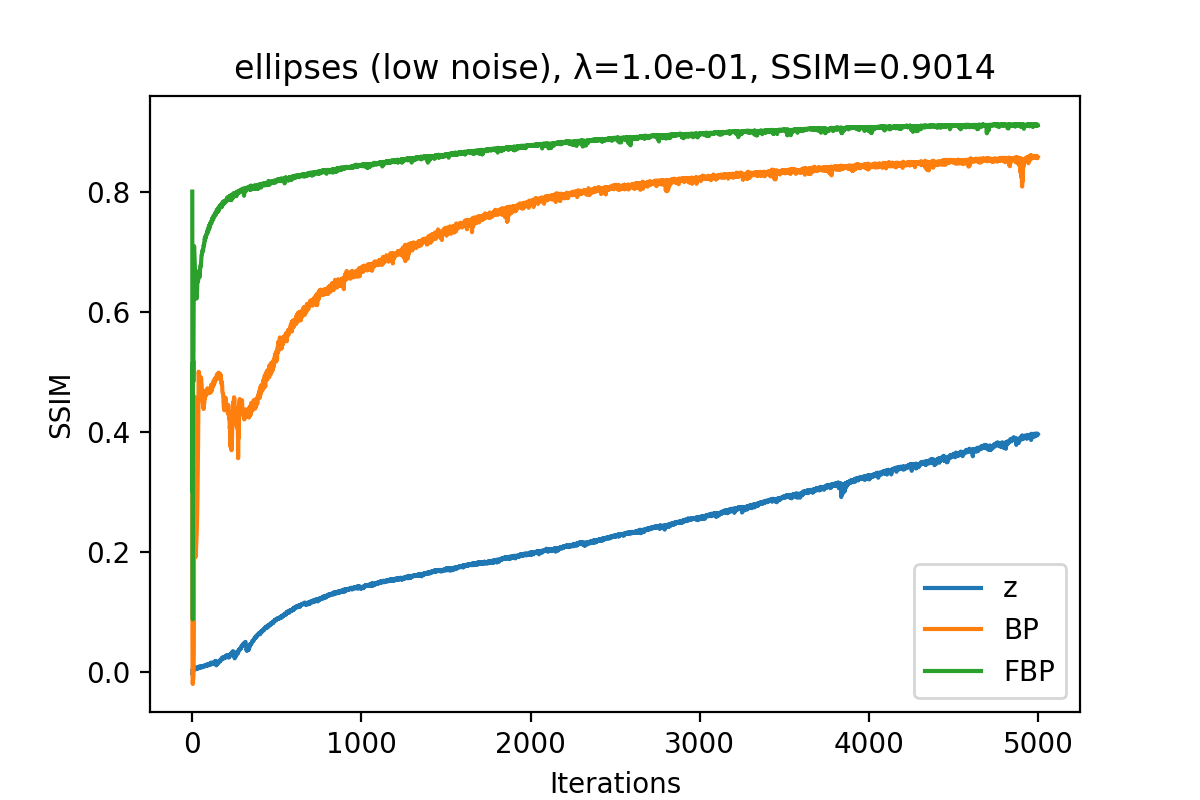 ellipses (low noise), λ=1.0e-01, SSIM=0.9014
SSIM
0.8
0.6
0.4
0.2
0.0
z
BP
FBP
0 1000 2000 3000 4000 5000
Iterations